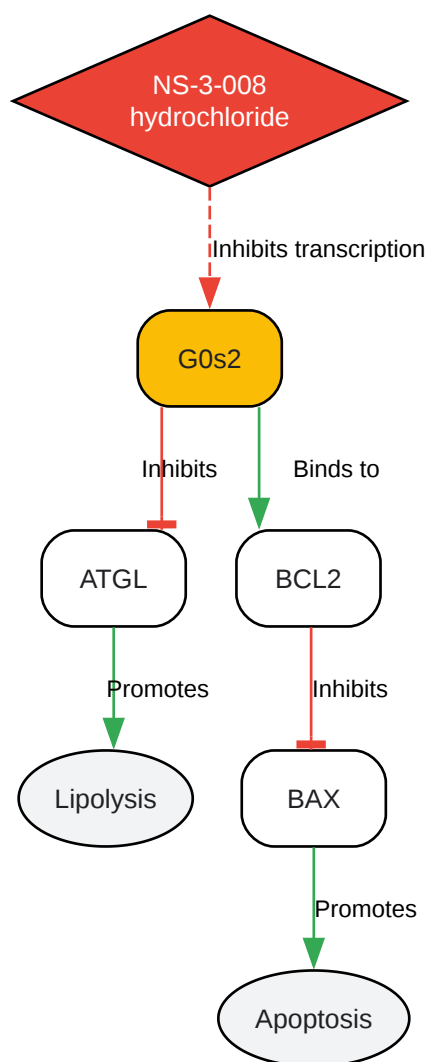 NS-3-008
hydrochloride
Inhibits transcription
G0s2
Inhibits
Binds to
ATGL
BCL2
Promotes
Inhibits
Lipolysis
BAX
Promotes
Apoptosis